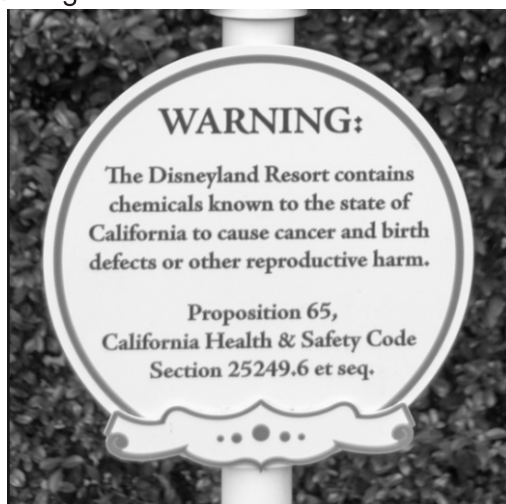 WARNING:
The Disneyland Resort contains
chemicals known to the state of
California to cause cancer and birth
defects or other reproductive harm.
Proposition 65,
California Health & Safety Code
Section 25249.6 et seq.